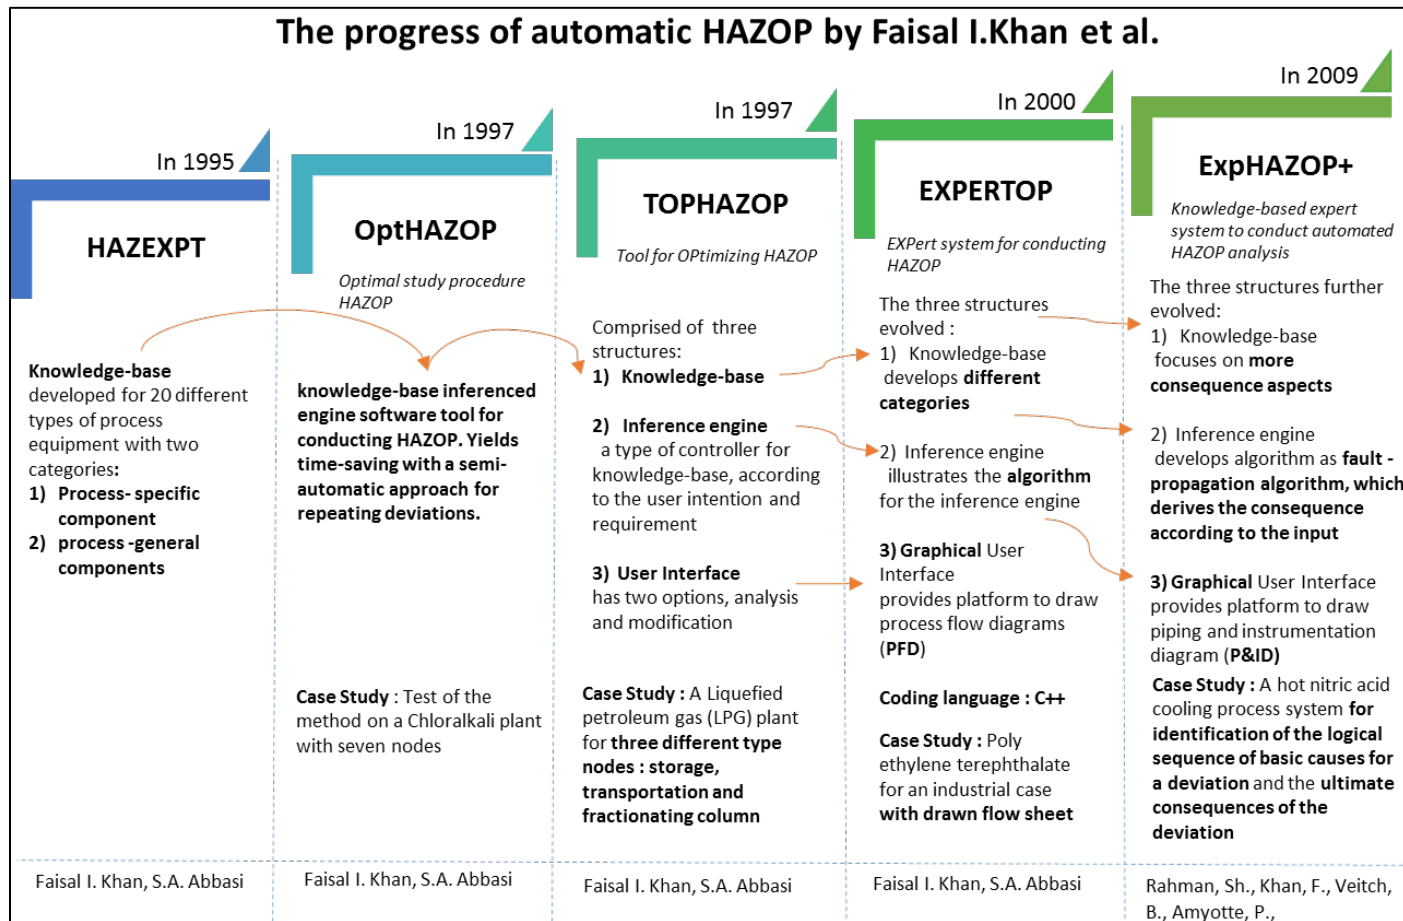 The progress of automatic HAZOP by Faisal I.Khan et al.
In 1995
HAZEXPT
Knowledge-base
developed for 20 different
types of process
equipment with two
categories:
1) Process- specific
component
2) process -general
components
Faisal I. Khan, S.A. Abbasi
In 1997
OptHAZOP
Optimal study procedure
HAZOP
knowledge-base inferenced
engine software tool for
conducting HAZOP. Yields
time-saving with a semi-
automatic approach for
repeating deviations.
Case Study : Test of the
method on a Chloralkali plant
with seven nodes
Faisal I. Khan, S.A. Abbasi
In 1997
TOPHAZOP
Tool for OPtimizing HAZOP
Comprised of three
structures:
1) Knowledge-base
2) Inference engine
a type of controller for
knowledge-base, according
to the user intention and
requirement
3) User Interface
has two options, analysis
and modification
Case Study : A Liquefied
petroleum gas (LPG) plant
for three different type
nodes : storage,
transportation and
fractionating column
Faisal I. Khan, S.A. Abbasi
In 2000
EXPERTOP
EXPert system for conducting
HAZOP
The three structures
evolved :
1) Knowledge-base
develops different
categories
2) Inference engine
illustrates the algorithm
for the inference engine
3) Graphical User
Interface
provides platform to draw
process flow diagrams
(PFD)
Coding language : C++
Case Study : Poly
ethylene terephthalate
for an industrial case
with drawn flow sheet
Faisal I. Khan, S.A. Abbasi
In 2009
ExpHAZOP+
Knowledge-based expert
system to conduct automated
HAZOP analysis
The three structures further
evolved:
1) Knowledge-base
focuses on more
consequence aspects
2) Inference engine
develops algorithm as fault -
propagation algorithm, which
derives the consequence
according to the input
3) Graphical User Interface
provides platform to draw
piping and instrumentation
diagram (P&ID)
Case Study : A hot nitric acid
cooling process system for
identification of the logical
sequence of basic causes for
a deviation and the ultimate
consequences of the
deviation
Rahman, Sh., Khan, F., Veitch,
B., Amyotte, P.,